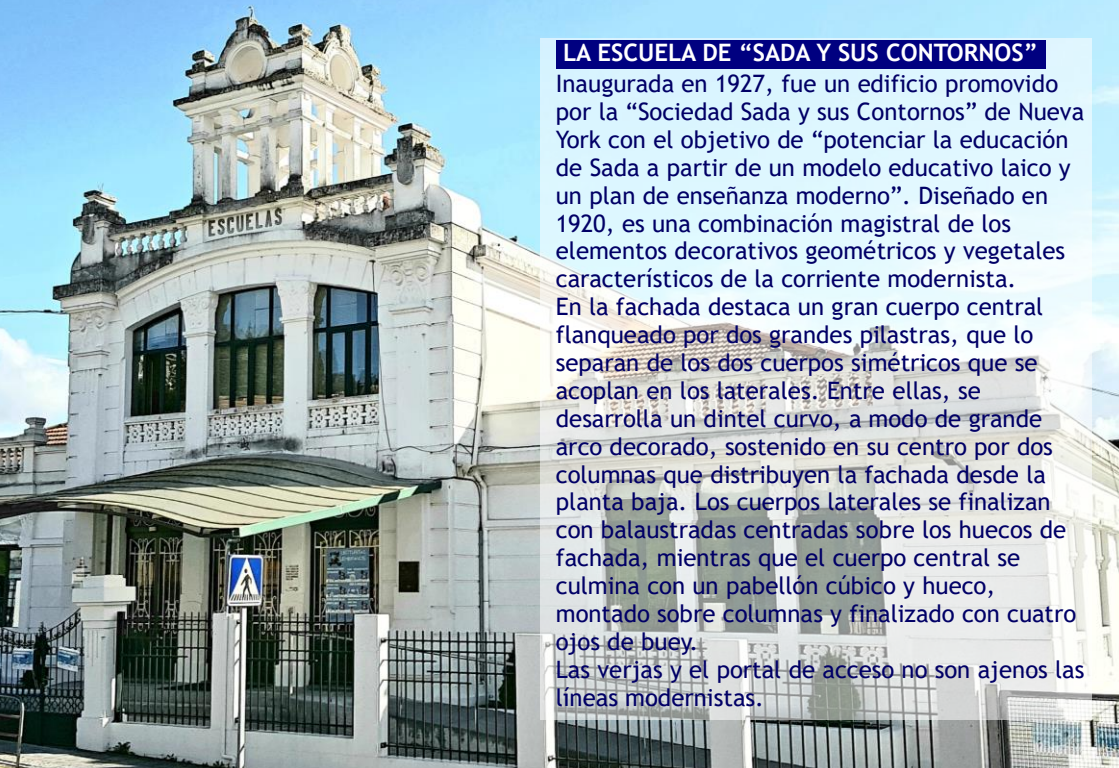 LA ESCUELA DE “SADA Y SUS CONTORNOS”
Inaugurada en 1927, fue un edificio promovido
por la “Sociedad Sada y sus Contornos” de Nueva
York con el objetivo de “potenciar la educación
de Sada a partir de un modelo educativo laico y
un plan de enseñanza moderno”. Diseñado en
1920, es una combinación magistral de los
elementos decorativos geométricos y vegetales
característicos de la corriente modernista.
En la fachada destaca un gran cuerpo central
flanqueado por dos grandes pilastras, que lo
separan de los dos cuerpos simétricos que se
acoplan en los laterales. Entre ellas, se
desarrolla un dintel curvo, a modo de grande
arco decorado, sostenido en su centro por dos
columnas que distribuyen la fachada desde la
planta baja. Los cuerpos laterales se finalizan
con balaustradas centradas sobre los huecos de
fachada, mientras que el cuerpo central se
culmina con un pabellón cúbico y hueco,
montado sobre columnas y finalizado con cuatro
ojos de buey.
Las verjas y el portal de acceso no son ajenos las
líneas modernistas.
ESCUELAS